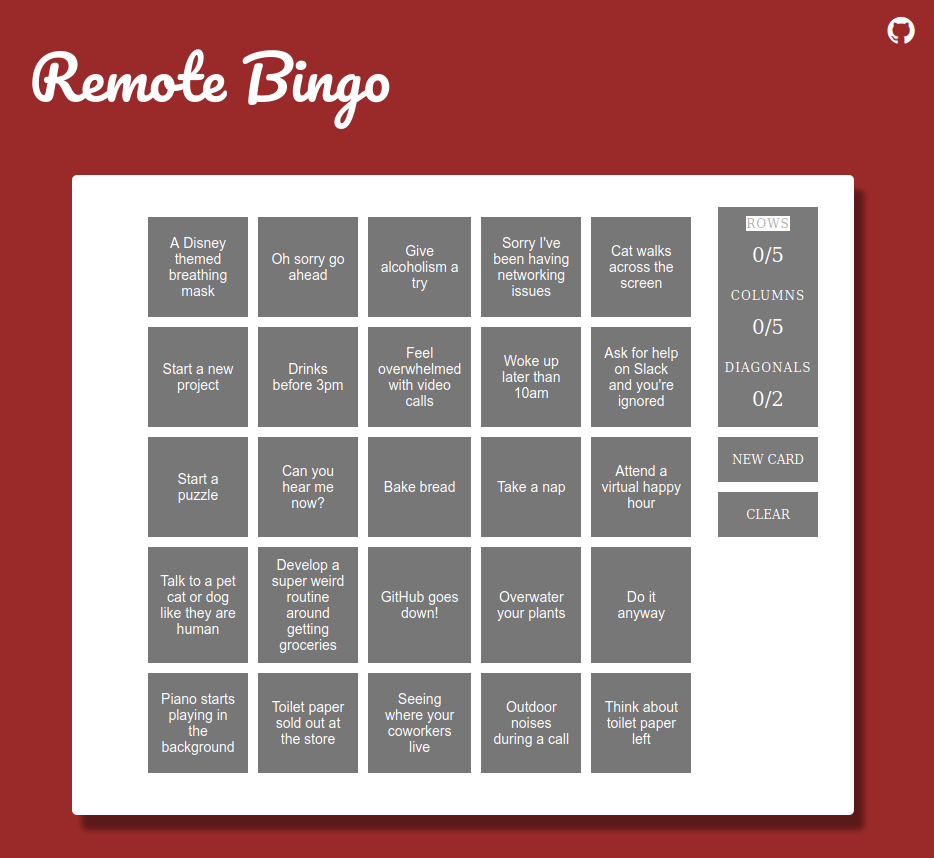 Remote Bingo
A Disney
themed
breathing
mask
Oh sorry go
ahead
Give
alcoholism a
try
Sorry I've
been having
networking
issues
Cat walks
across the
screen
Start a new
project
Drinks
before 3pm
Feel
overwhelmed
with video
calls
Woke up
later than
10am
Ask for help
on Slack
and you're
ignored
Start a
puzzle
Can you
hear me
now?
Bake bread
Take a nap
Attend a
virtual happy
hour
Talk to a pet
cat or dog
like they are
human
Develop a
super weird
routine
around
getting
groceries
GitHub goes
down!
Overwater
your plants
Do it
anyway
Piano starts
playing in
the
background
Toilet paper
sold out at
the store
Seeing
where your
coworkers
live
Outdoor
noises
during a call
Think about
toilet paper
left
ROWS
0/5
COLUMNS
0/5
DIAGONALS
0/2
NEW CARD
CLEAR